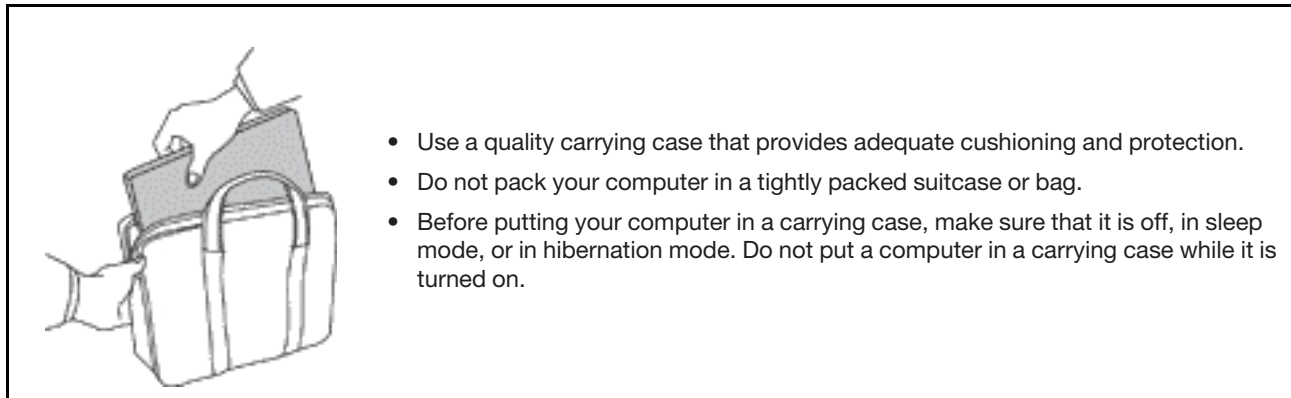 • Use a quality carrying case that provides adequate cushioning and protection.
• Do not pack your computer in a tightly packed suitcase or bag.
• Before putting your computer in a carrying case, make sure that it is off, in sleep
mode, or in hibernation mode. Do not put a computer in a carrying case while it is
turned on.